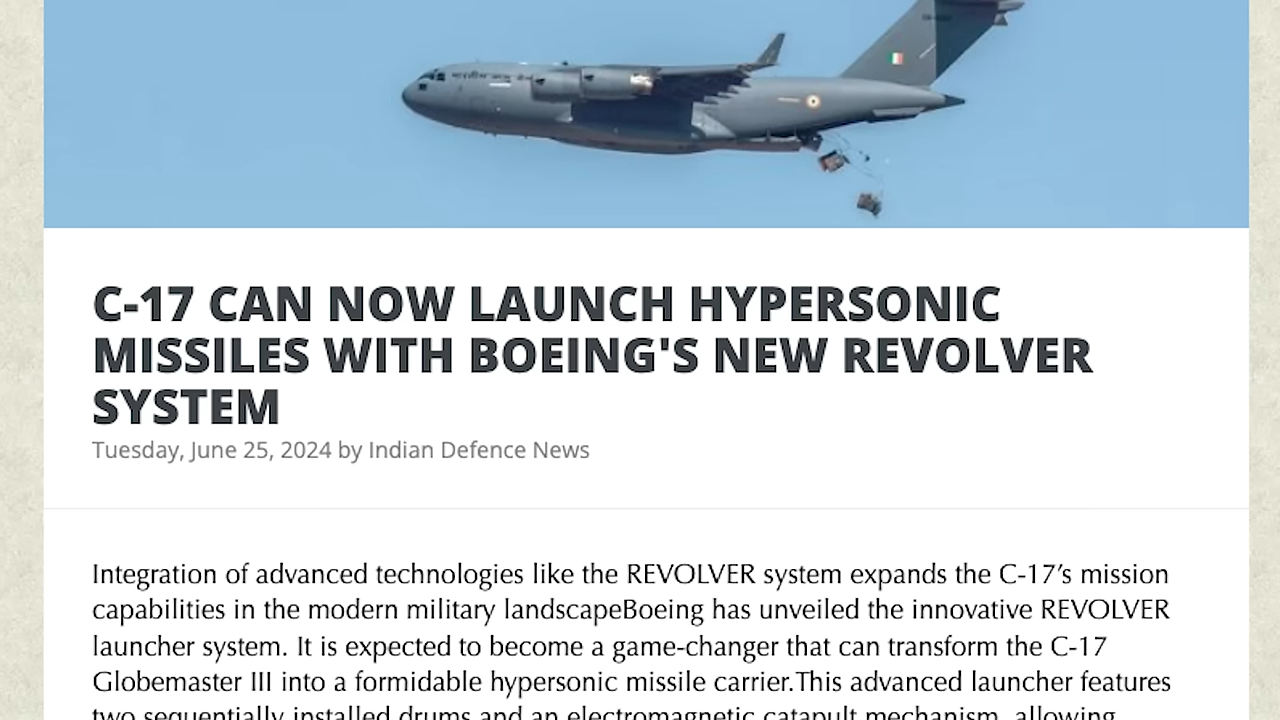 C-17 CAN NOW LAUNCH HYPERSONIC
MISSILES WITH BOEING'S NEW REVOLVER
SYSTEM
Tuesday, June 25, 2024 by Indian Defence News
Integration of advanced technologies like the REVOLVER system expands the C-17’s mission
capabilities in the modern military landscapeBoeing has unveiled the innovative REVOLVER
launcher system. It is expected to become a game-changer that can transform the C-17
Globemaster III into a formidable hypersonic missile carrier.This advanced launcher features
two sequentially installed drums and an electromagnetic catapult mechanism, allowing